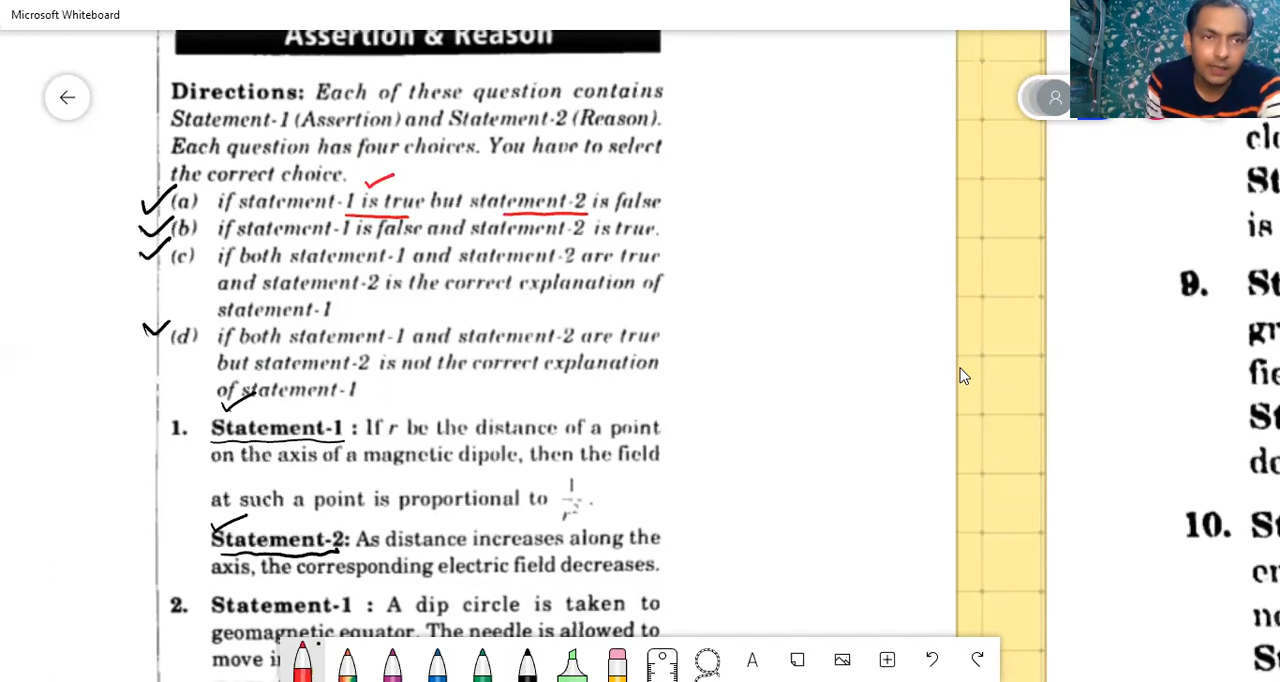 Microsoft Whiteboard
Assertion & Reason
Directions: Each of these question contains
Statement-1 (Assertion) and Statement-2 (Reason).
Each question has four choices. You have to select
the correct choice.
(a) if statement-1 is true but statement-2 is false
(b) if statement-1 is false and statement-2 is true.
(c) if both statement-1 and statement-2 are true
and statement-2 is the correct explanation of
statement-1
(d) if both statement-1 and statement-2 are true
but statement-2 is not the correct explanation
of statement-1
1. Statement-1 : If r be the distance of a point
on the axis of a magnetic dipole, then the field
at such a point is proportional to 1/r².
Statement-2: As distance increases along the
axis, the corresponding electric field decreases.
2. Statement-1 : A dip circle is taken to
geomagnetic equator. The needle is allowed to
move
is
9.
10.
A